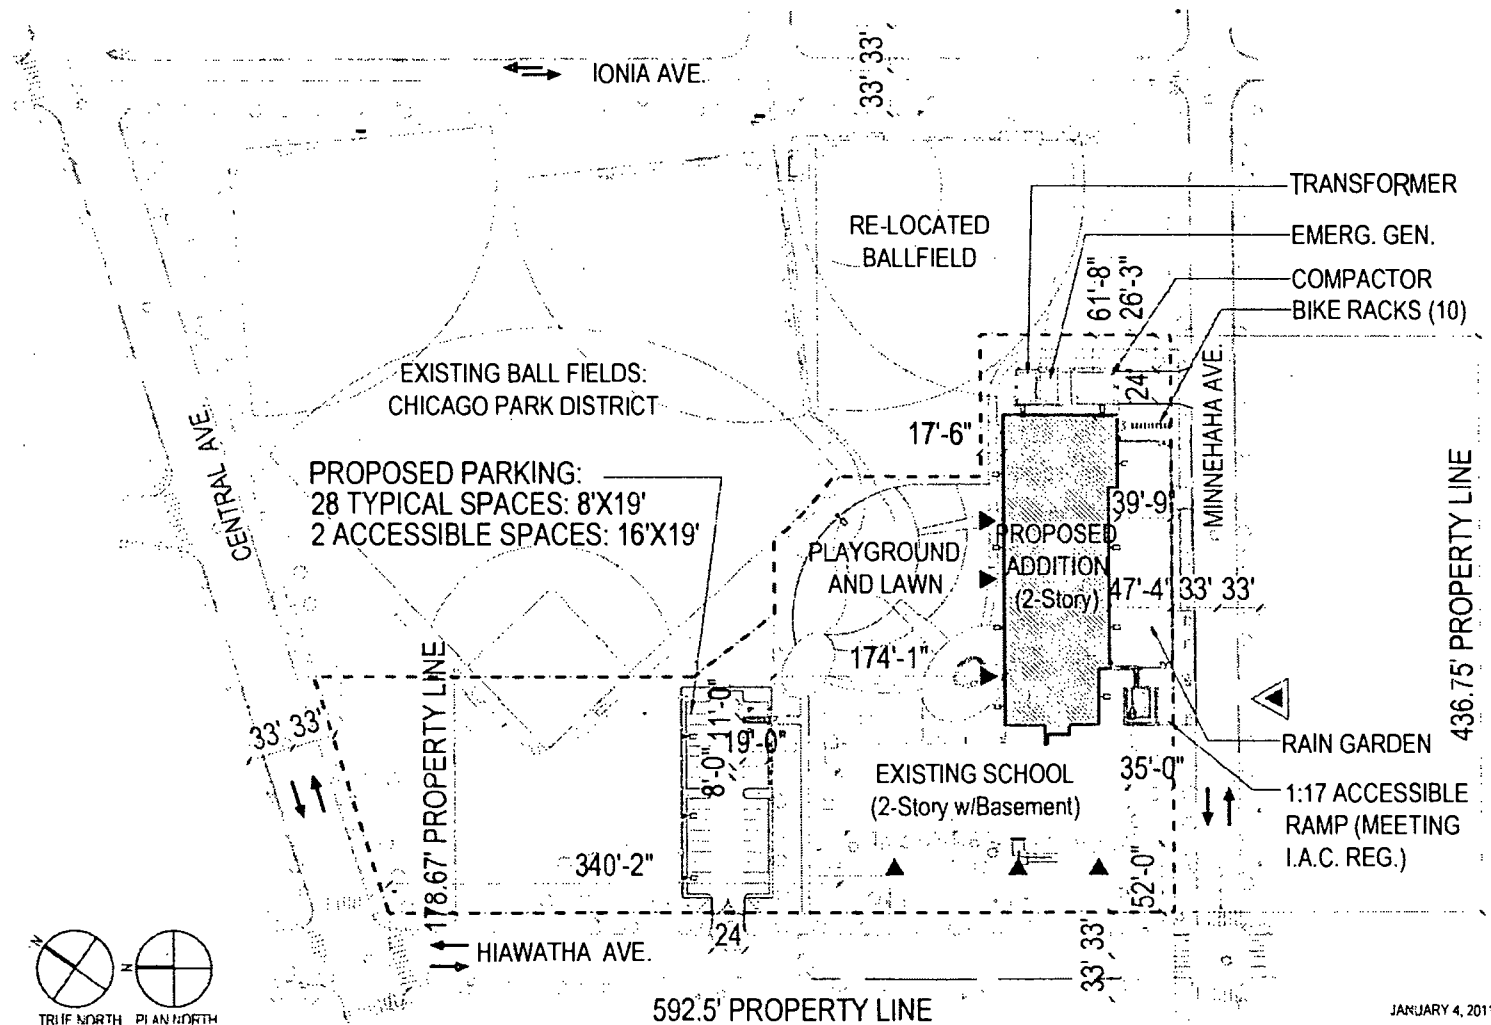 IONIA AVE.
33' 33'
TRANSFORMER
RE-LOCATED
BALLFIELD
EMERG. GEN.
61'-8"
26'-3"
COMPACTOR
BIKE RACKS (10)
EXISTING BALL FIELDS:
CHICAGO PARK DISTRICT
24'
MINNEHAHA AVE.
CENTRAL AVE.
17'-6"
PROPOSED PARKING:
28 TYPICAL SPACES: 8'X19'
2 ACCESSIBLE SPACES: 16'X19'
39'-9
PLAYGROUND
AND LAWN
PROPOSED
ADDITION
(2-Story)
47'-4'
33' 33'
436.75' PROPERTY LINE
178.67' PROPERTY LINE
174'-1"
33' 33'
11'-0"
19'-0"
8'-0"
RAIN GARDEN
EXISTING SCHOOL
(2-Story w/Basement)
35'-0"
1:17 ACCESSIBLE
RAMP (MEETING
I.A.C. REG.)
340'-2"
52'-0"
24'
HIAWATHA AVE.
33' 33'
N
N
TRUE NORTH
PLAN NORTH
592.5' PROPERTY LINE
JANUARY 4, 2011